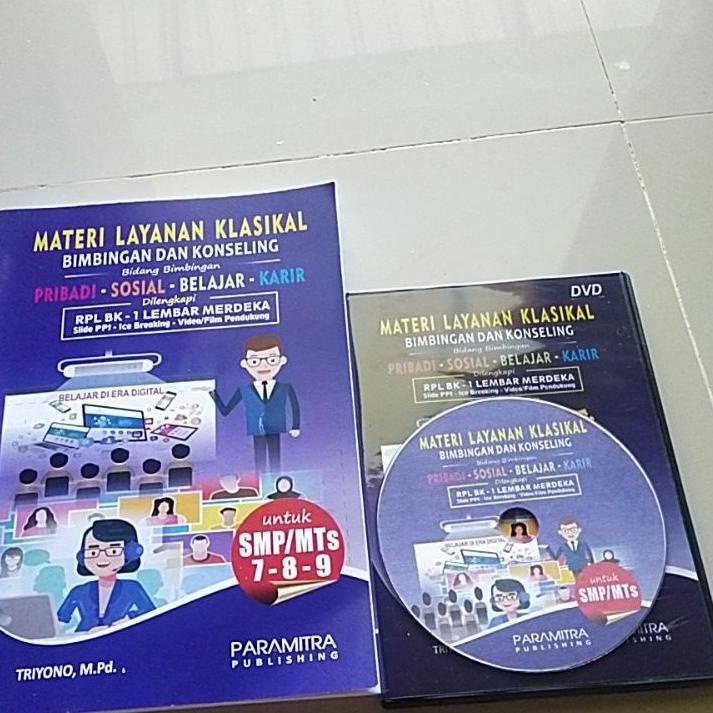 MATERI LAYANAN KLASIKAL
BIMBINGAN DAN KONSELING
Bidang Bimbingan
PRIBADI - SOSIAL - BELAJAR - KARIR
Dilengkapi
RPL BK - 1 LEMBAR MERDEKA
Slide PPt - Ice Breaking - Video/Film Pendukung
BELAJAR DI ERA DIGITAL
untuk
SMP/MTs
7 - 8 - 9
TRIYONO, M.Pd.
PARAMITRA
PUBLISHING
DVD
MATERI LAYANAN KLASIKAL
BIMBINGAN DAN KONSELING
Bidang Bimbingan
PRIBADI - SOSIAL - BELAJAR - KARIR
Dilengkapi
RPL BK - 1 LEMBAR MERDEKA
Slide PPt - Ice Breaking - Video/Film Pendukung
MATERI LAYANAN KLASIKAL
BIMBINGAN DAN KONSELING
Bidang Bimbingan
PRIBADI - SOSIAL - BELAJAR - KARIR
Dilengkapi
RPL BK - 1 LEMBAR MERDEKA
Slide PPt - Ice Breaking - Video/Film Pendukung
BELAJAR DI ERA DIGITAL
untuk
SMP/MTs
PARAMITRA
PUBLISHING